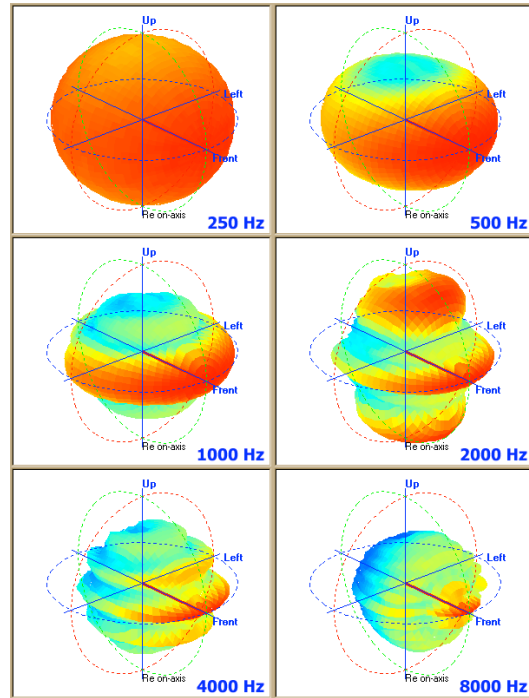 Up
Up
Left
Left
Front
Front
Re on-axis
Re on-axis
250 Hz
500 Hz
Up
Up
Left
Left
Front
Front
Re on-axis
Re on-axis
1000 Hz
2000 Hz
Up
Up
Left
Left
Front
Front
Re on-axis
Re on-axis
4000 Hz
8000 Hz